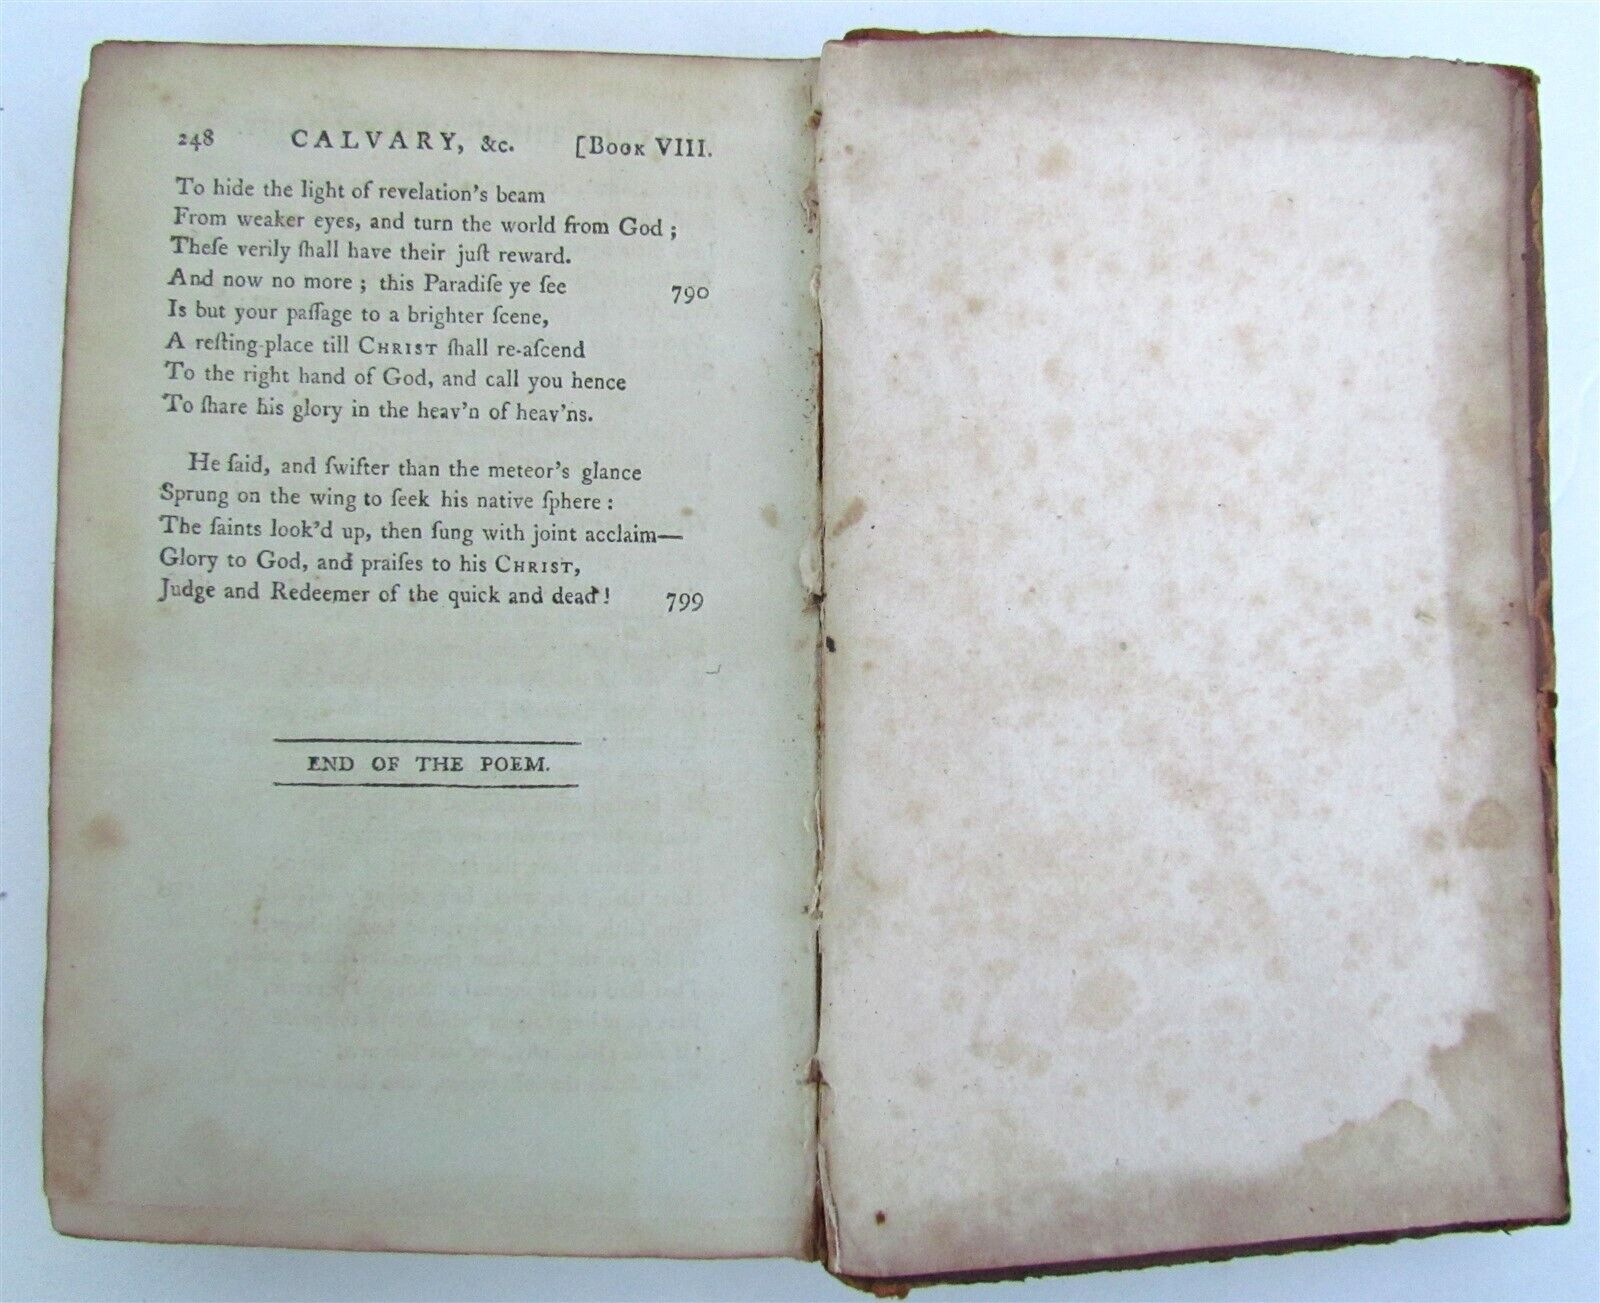 248 CALVARY, &c. [BOOK VIII.
To hide the light of revelation's beam
From weaker eyes, and turn the world from God ;
Theſe verily ſhall have their juſt reward.
And now no more ; this Paradiſe ye ſee 790
Is but your paſſage to a brighter ſcene,
A reſting-place till CHRIST ſhall re-aſcend
To the right hand of God, and call you hence
To ſhare his glory in the heav'n of heav'ns.
He ſaid, and ſwifter than the meteor's glance
Sprung on the wing to ſeek his native ſphere :
The ſaints look'd up, then ſung with joint acclaim—
Glory to God, and praiſes to his CHRIST,
Judge and Redeemer of the quick and dead ! 799
END OF THE POEM.